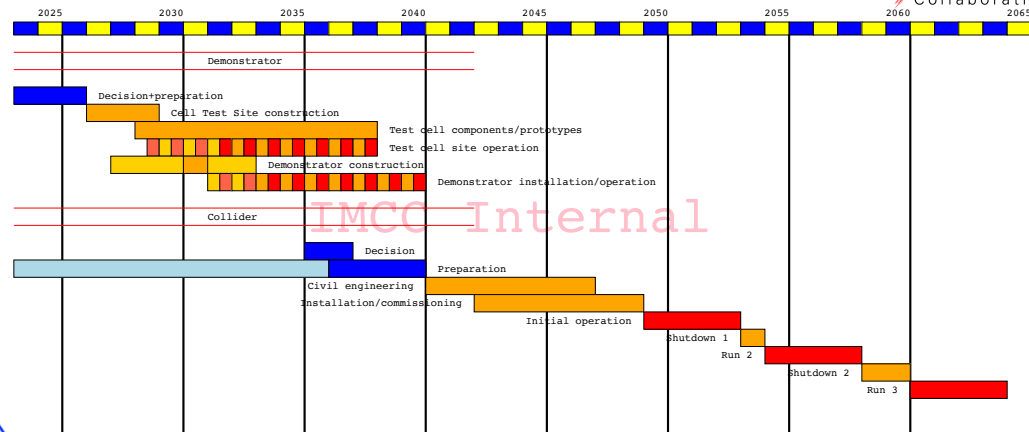 Collaborati
2025 2030 2035 2040 2045 2050 2055 2060 2065
Demonstrator
Decision+preparation
Cell Test Site construction
Test cell components/prototypes
Test cell site operation
Demonstrator construction
Demonstrator installation/operation
Collider
IMCC Internal
Decision
Preparation
Civil engineering
Installation/commissioning
Initial operation
Shutdown 1
Run 2
Shutdown 2
Run 3